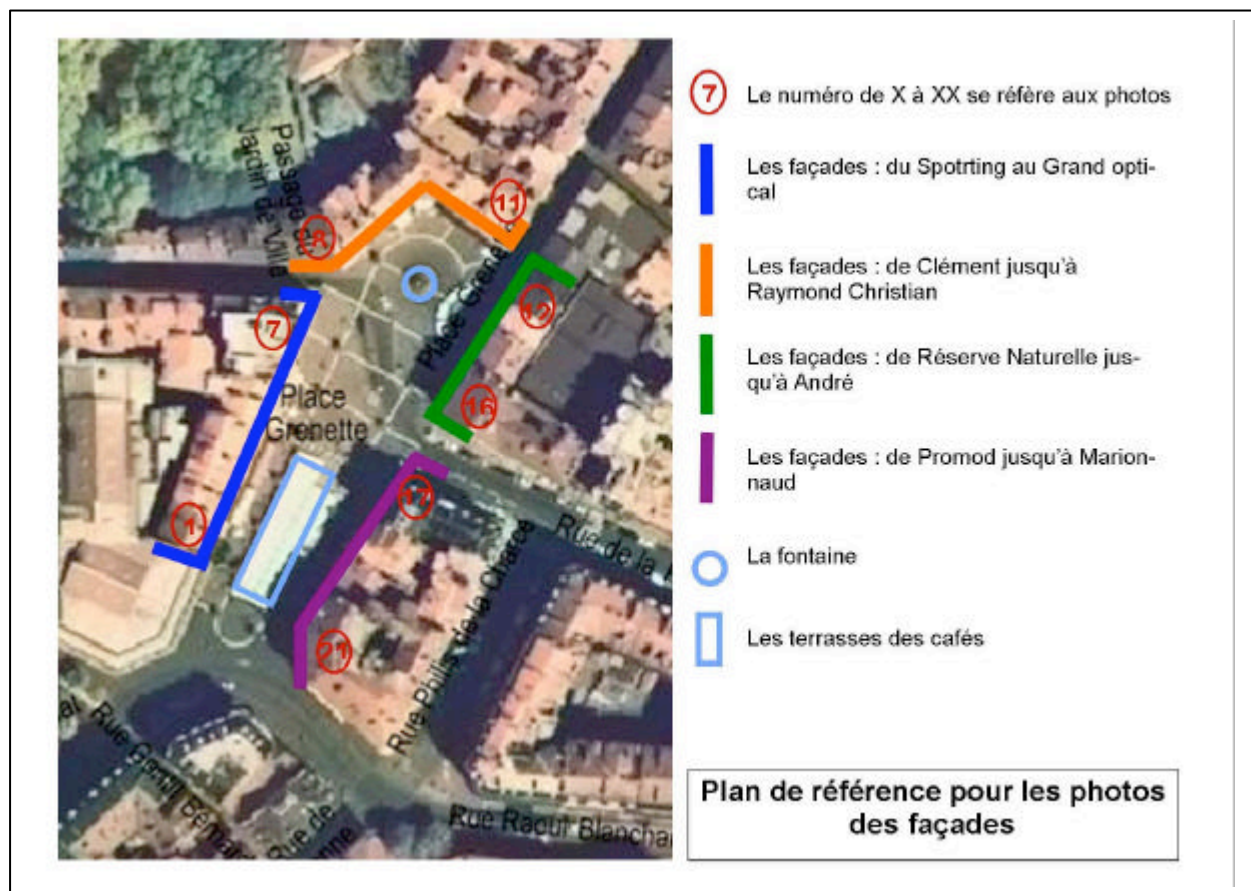 7 Le numéro de X à XX se réfère aux photos
Les façades : du Spotrting au Grand opti-
cal
Les façades : de Clément jusqu'à
Raymond Christian
Les façades : de Réserve Naturelle jus-
qu'à André
Les façades : de Promod jusqu'à Marion-
naud
La fontaine
Les terrasses des cafés
Plan de référence pour les photos
des façades
Passage du
Jardin de Ville
8
11
7
12
Place Grenette
16
Place
Grenette
17
1
21
Rue de la
Rue Philis de la Charce
Rue
Rue de
Rue Raoul Blanchar